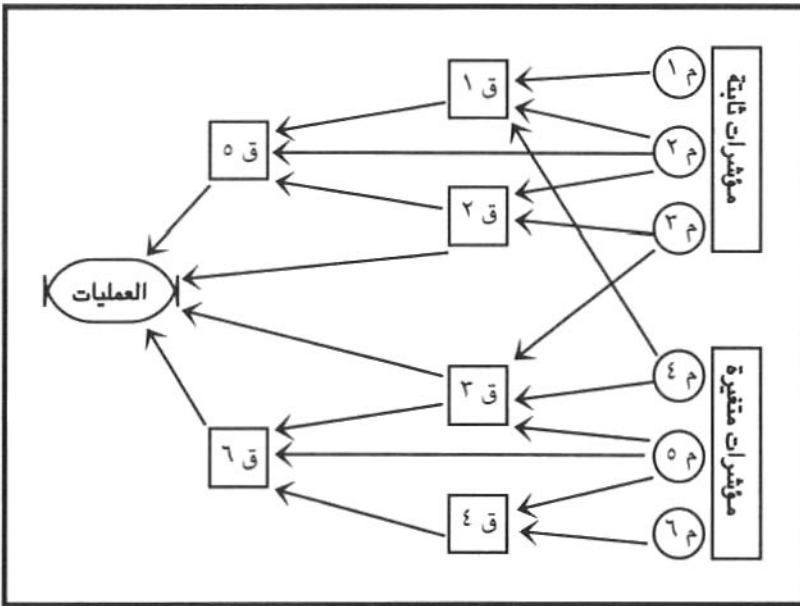 مؤشرات ثابتة
م ١
م ٢
م ٣
مؤشرات متغيرة
م ٤
م ٥
م ٦
ق ١
ق ٢
ق ٣
ق ٤
ق ٥
ق ٦
العمليات